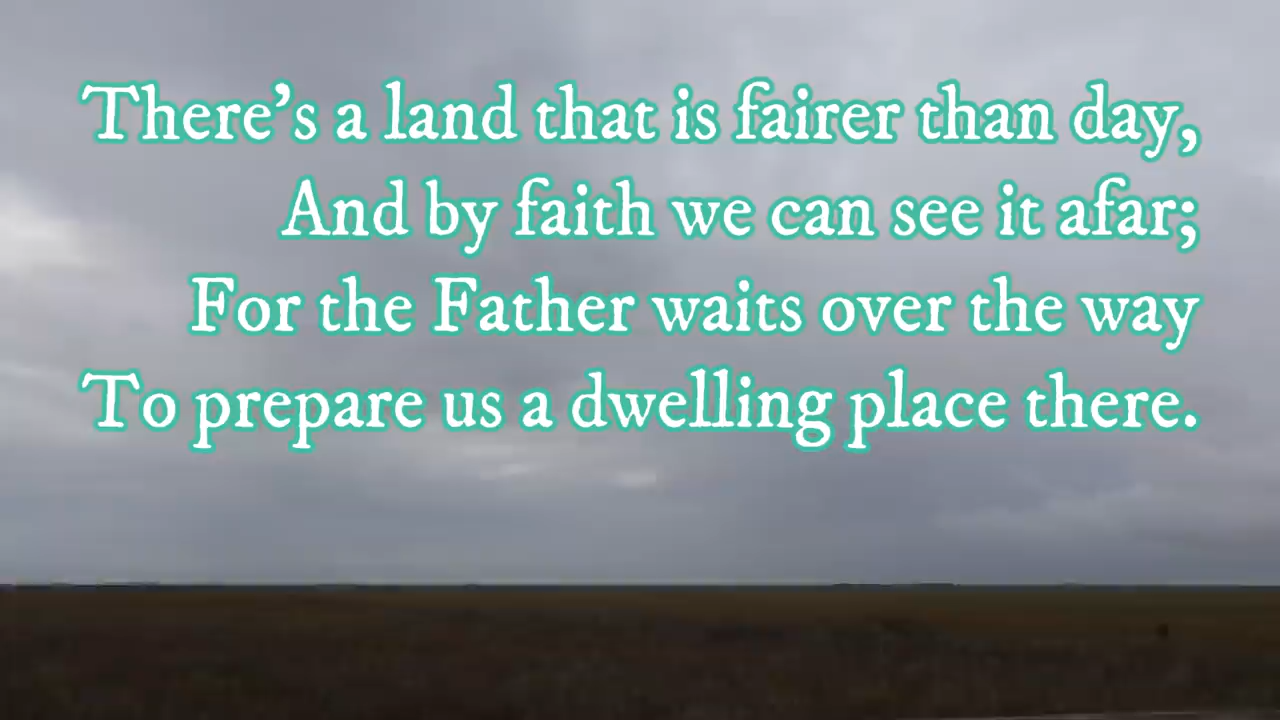 There's a land that is fairer than day,
And by faith we can see it afar;
For the Father waits over the way
To prepare us a dwelling place there.